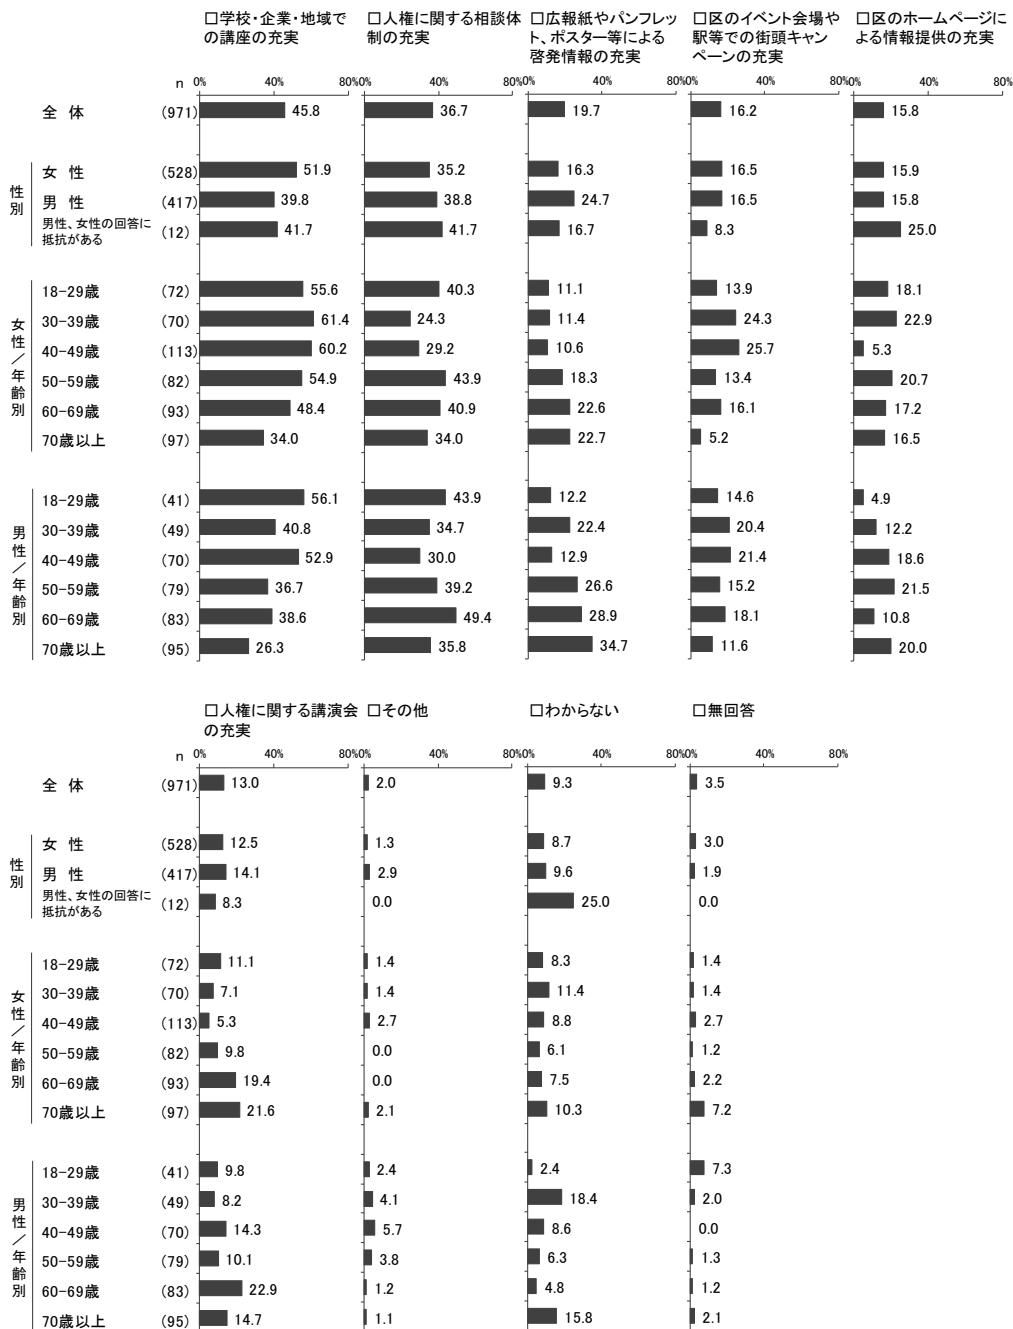 □学校・企業・地域で
の講座の充実
□人権に関する相談体
制の充実
□広報紙やパンフレッ
ト、ポスター等による
啓発情報の充実
□区のイベント会場や
駅等での街頭キャン
ペーンの充実
□区のホームページに
よる情報提供の充実
n 0% 40% 80% 0% 40% 80% 0% 40% 80% 0% 40% 80% 0% 40% 80%
全 体 (971) 45.8 36.7 19.7 16.2 15.8
性別
女 性 (528) 51.9 35.2 16.3 16.5 15.9
男 性 (417) 39.8 38.8 24.7 16.5 15.8
男性、女性の回答に
抵抗がある (12) 41.7 41.7 16.7 8.3 25.0
女性/年齢別
18-29歳 (72) 55.6 40.3 11.1 13.9 18.1
30-39歳 (70) 61.4 24.3 11.4 24.3 22.9
40-49歳 (113) 60.2 29.2 10.6 25.7 5.3
50-59歳 (82) 54.9 43.9 18.3 13.4 20.7
60-69歳 (93) 48.4 40.9 22.6 16.1 17.2
70歳以上 (97) 34.0 34.0 22.7 5.2 16.5
男性/年齢別
18-29歳 (41) 56.1 43.9 12.2 14.6 4.9
30-39歳 (49) 40.8 34.7 22.4 20.4 12.2
40-49歳 (70) 52.9 30.0 12.9 21.4 18.6
50-59歳 (79) 36.7 39.2 26.6 15.2 21.5
60-69歳 (83) 38.6 49.4 28.9 18.1 10.8
70歳以上 (95) 26.3 35.8 34.7 11.6 20.0
□人権に関する講演会
の充実
□その他
□わからない
□無回答
n 0% 40% 80% 0% 40% 80% 0% 40% 80% 0% 40% 80%
全 体 (971) 13.0 2.0 9.3 3.5
性別
女 性 (528) 12.5 1.3 8.7 3.0
男 性 (417) 14.1 2.9 9.6 1.9
男性、女性の回答に
抵抗がある (12) 8.3 0.0 25.0 0.0
女性/年齢別
18-29歳 (72) 11.1 1.4 8.3 1.4
30-39歳 (70) 7.1 1.4 11.4 1.4
40-49歳 (113) 5.3 2.7 8.8 2.7
50-59歳 (82) 9.8 0.0 6.1 1.2
60-69歳 (93) 19.4 0.0 7.5 2.2
70歳以上 (97) 21.6 2.1 10.3 7.2
男性/年齢別
18-29歳 (41) 9.8 2.4 2.4 7.3
30-39歳 (49) 8.2 4.1 18.4 2.0
40-49歳 (70) 14.3 5.7 8.6 0.0
50-59歳 (79) 10.1 3.8 6.3 1.3
60-69歳 (83) 22.9 1.2 4.8 1.2
70歳以上 (95) 14.7 1.1 15.8 2.1